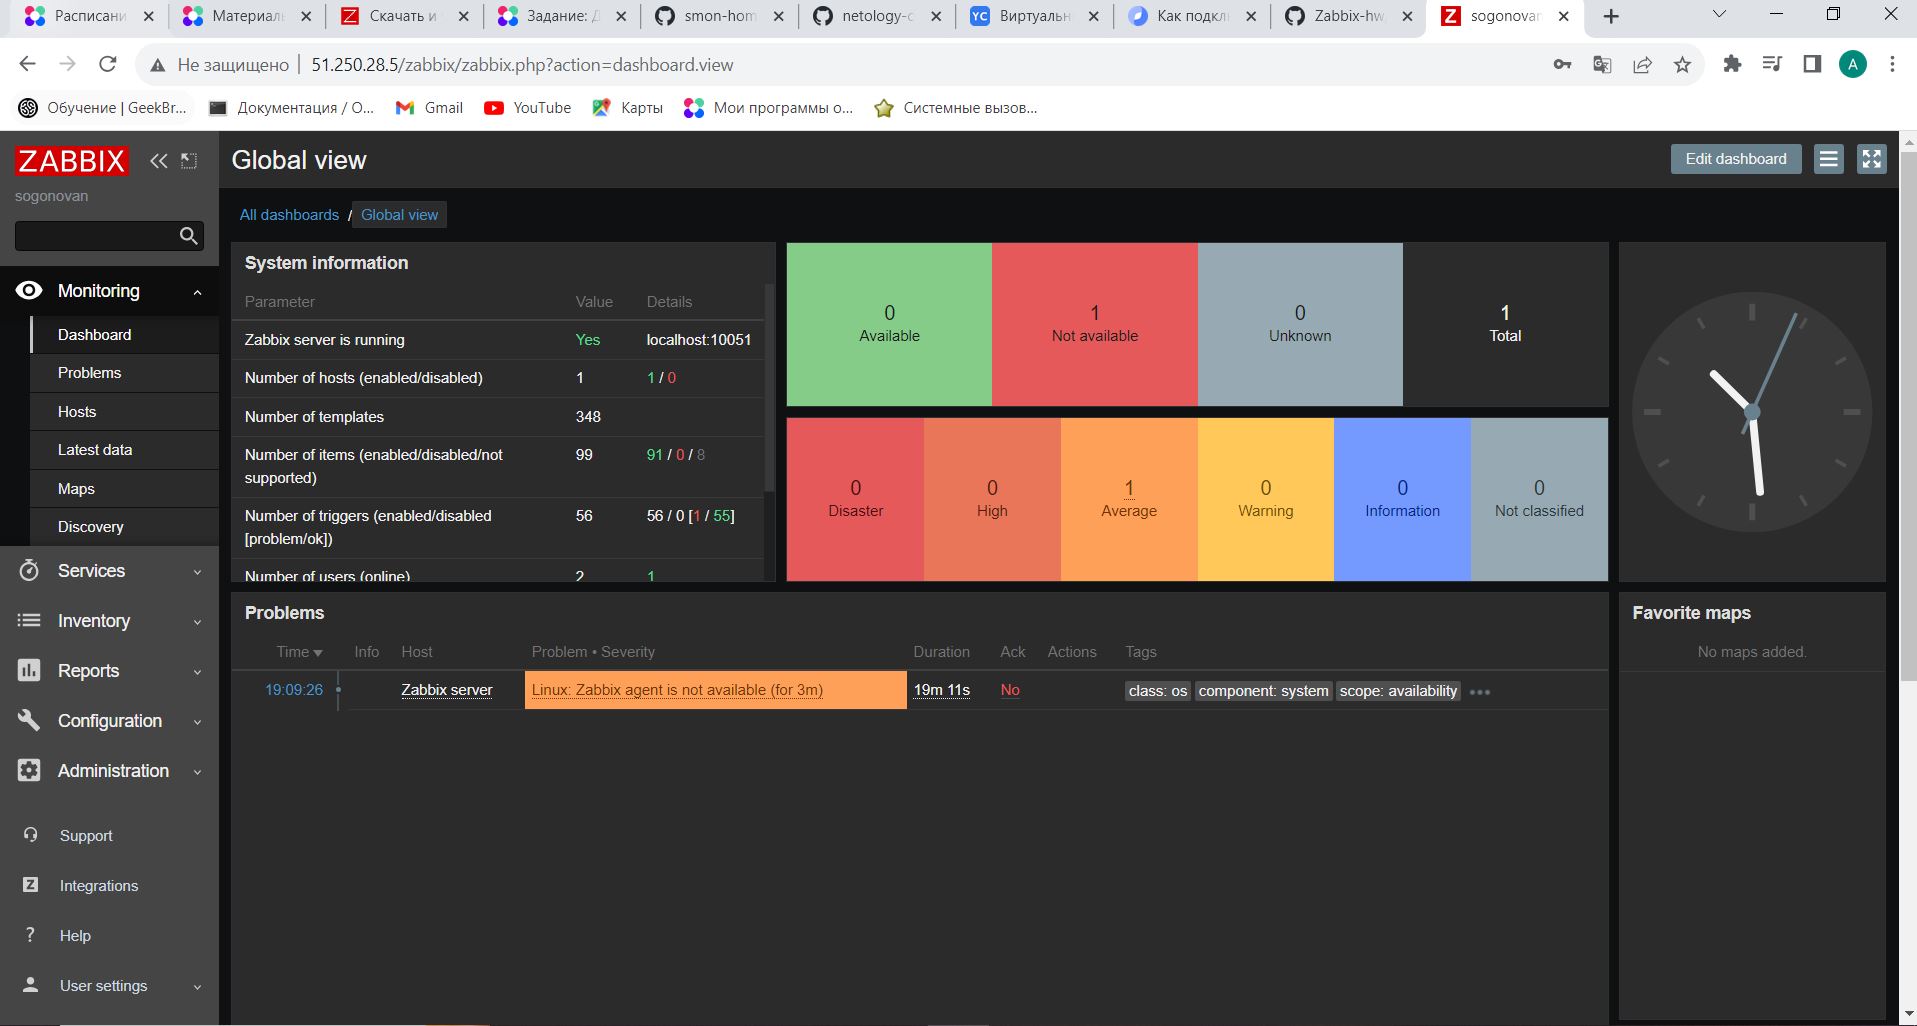 Расписани
Материал
Скачать и
Задание: Д
smon-hom
netology-c
Виртуальн
Как подкл
Zabbix-hw
sogonovan
Не защищено 51.250.28.5/zabbix/zabbix.php?action=dashboard.view
A
Обучение | GeekBr...
Документация / О...
Gmail
YouTube
Карты
Мои программы о...
Системные вызов...
ZABBIX
sogonovan
Monitoring
Dashboard
Problems
Hosts
Latest data
Maps
Discovery
Services
Inventory
Reports
Configuration
Administration
Support
Integrations
Help
User settings
Global view
Edit dashboard
All dashboards / Global view
System information
Parameter Value Details
Zabbix server is running Yes localhost:10051
Number of hosts (enabled/disabled) 1 1 / 0
Number of templates 348
Number of items (enabled/disabled/not supported) 99 91 / 0 / 8
Number of triggers (enabled/disabled [problem/ok]) 56 56 / 0 [1 / 55]
Number of users (online) 2 1
0 Available
1 Not available
0 Unknown
1 Total
0 Disaster
0 High
1 Average
0 Warning
0 Information
0 Not classified
Problems
Time Info Host Problem • Severity Duration Ack Actions Tags
19:09:26 Zabbix server Linux: Zabbix agent is not available (for 3m) 19m 11s No class: os component: system scope: availability
Favorite maps
No maps added.